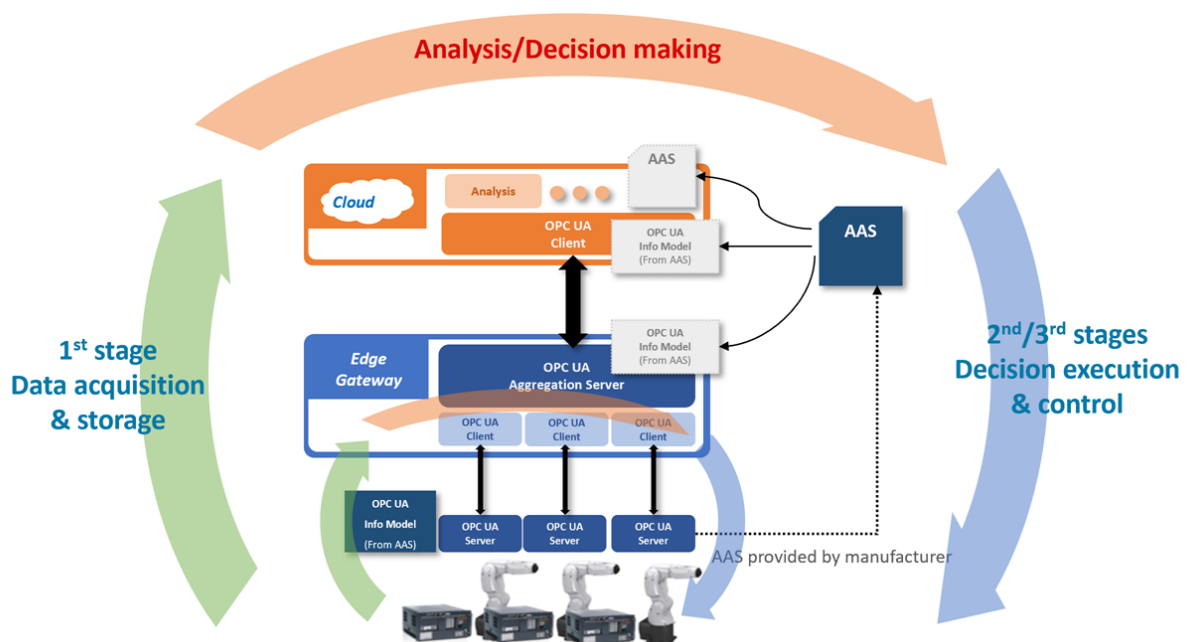 Analysis/Decision making
AAS
Cloud
Analysis
OPC UA
Client
OPC UA
Info Model
(From AAS)
AAS
1st stage
Data acquisition
& storage
Edge
Gateway
OPC UA
Aggregation Server
OPC UA
Info Model
(From AAS)
2nd/3rd stages
Decision execution
& control
OPC UA
Client
OPC UA
Client
OPC UA
Client
OPC UA
Info Model
(From AAS)
OPC UA
Server
OPC UA
Server
OPC UA
Server
AAS provided by manufacturer